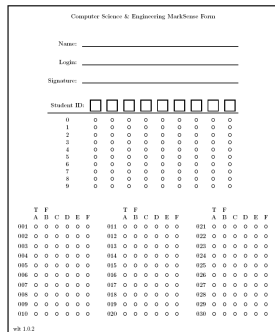 Computer Science & Engineering MarkSense Form
Name:
Login:
Signature:
Student ID:
0 O O O O O O O O O
1 O O O O O O O O O
2 O O O O O O O O O
3 O O O O O O O O O
4 O O O O O O O O O
5 O O O O O O O O O
6 O O O O O O O O O
7 O O O O O O O O O
8 O O O O O O O O O
9 O O O O O O O O O
T F T F T F
A B C D E F A B C D E F A B C D E F
001 O O O O O O 011 O O O O O O 021 O O O O O O
002 O O O O O O 012 O O O O O O 022 O O O O O O
003 O O O O O O 013 O O O O O O 023 O O O O O O
004 O O O O O O 014 O O O O O O 024 O O O O O O
005 O O O O O O 015 O O O O O O 025 O O O O O O
006 O O O O O O 016 O O O O O O 026 O O O O O O
007 O O O O O O 017 O O O O O O 027 O O O O O O
008 O O O O O O 018 O O O O O O 028 O O O O O O
009 O O O O O O 019 O O O O O O 029 O O O O O O
010 O O O O O O 020 O O O O O O 030 O O O O O O
1.0.2